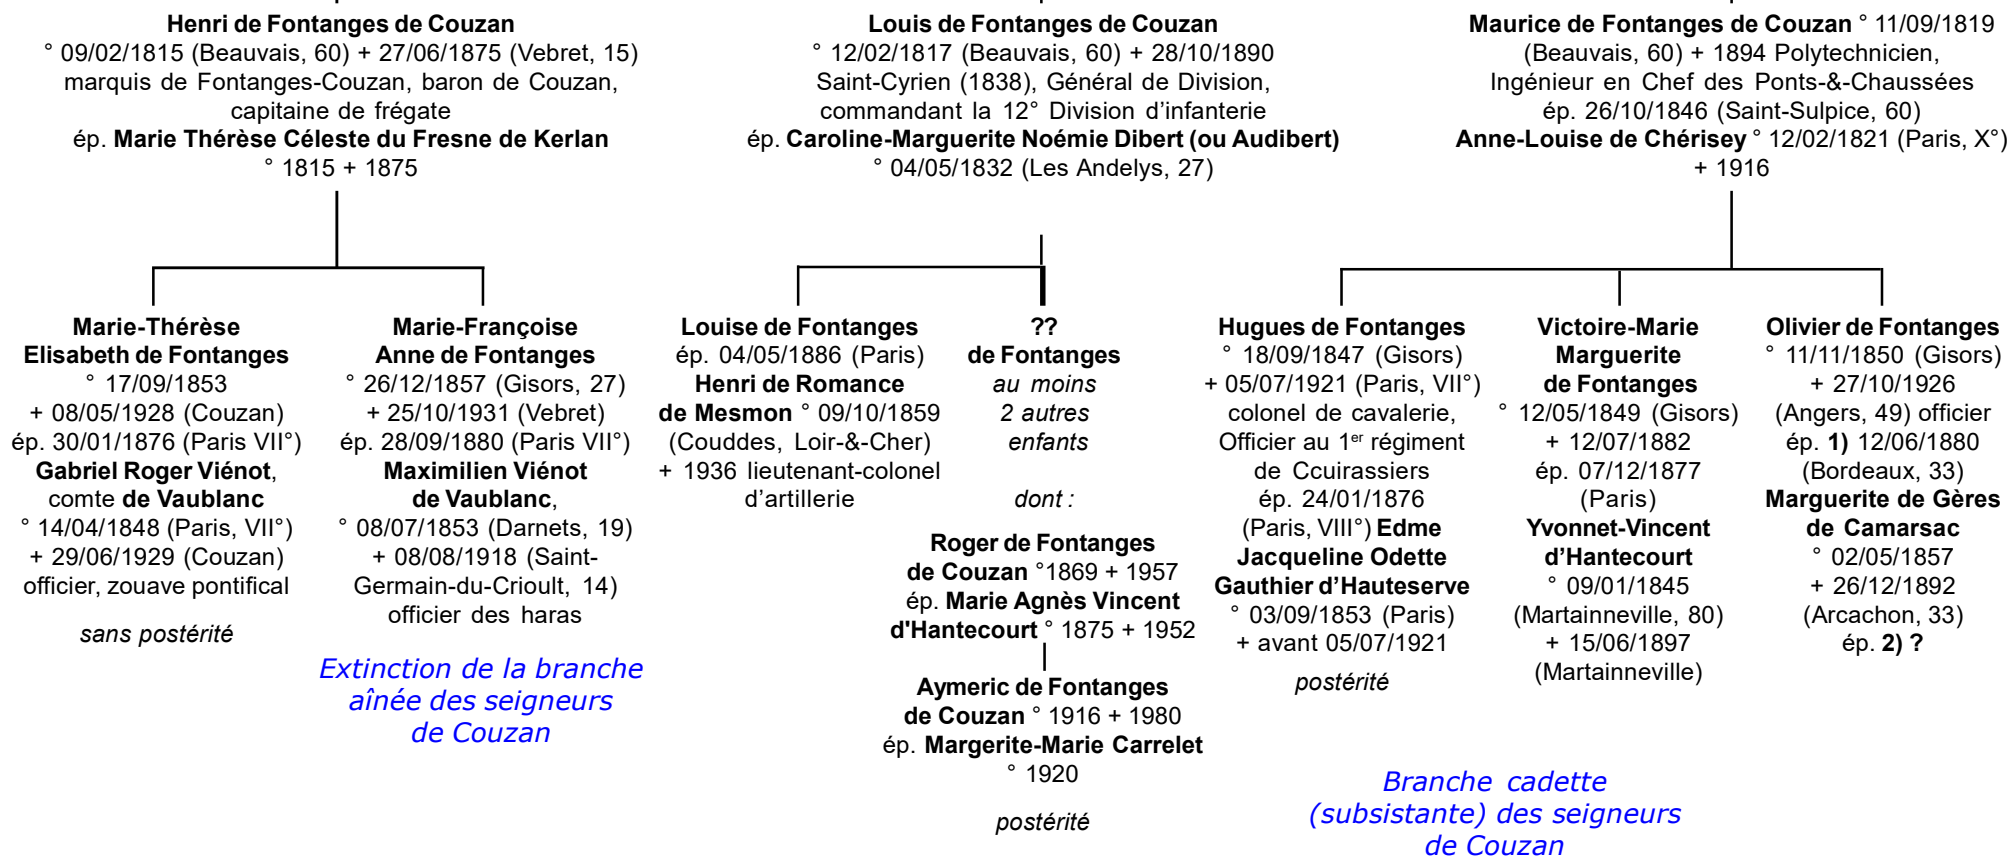 Henri de Fontanges de Couzan
° 09/02/1815 (Beauvais, 60) + 27/06/1875 (Vebret, 15)
marquis de Fontanges-Couzan, baron de Couzan,
capitaine de frégate
ép. Marie Thérèse Céleste du Fresne de Kerlan
° 1815 + 1875
Louis de Fontanges de Couzan
° 12/02/1817 (Beauvais, 60) + 28/10/1890
Saint-Cyrien (1838), Général de Division,
commandant la 12° Division d’infanterie
ép. Caroline-Marguerite Noémie Dibert (ou Audibert)
° 04/05/1832 (Les Andelys, 27)
Maurice de Fontanges de Couzan ° 11/09/1819
(Beauvais, 60) + 1894 Polytechnicien,
Ingénieur en Chef des Ponts-&-Chaussées
ép. 26/10/1846 (Saint-Sulpice, 60)
Anne-Louise de Chérisey ° 12/02/1821 (Paris, X°)
+ 1916
Marie-Thérèse
Elisabeth de Fontanges
° 17/09/1853
+ 08/05/1928 (Couzan)
ép. 30/01/1876 (Paris VII°)
Gabriel Roger Viénot,
comte de Vaublanc
° 14/04/1848 (Paris, VII°)
+ 29/06/1929 (Couzan)
officier, zouave pontifical
sans postérité
Marie-Françoise
Anne de Fontanges
° 26/12/1857 (Gisors, 27)
+ 25/10/1931 (Vebret)
ép. 28/09/1880 (Paris VII°)
Maximilien Viénot
de Vaublanc,
° 08/07/1853 (Darnets, 19)
+ 08/08/1918 (Saint-
Germain-du-Crioult, 14)
officier des haras
Extinction de la branche
aînée des seigneurs
de Couzan
Louise de Fontanges
ép. 04/05/1886 (Paris)
Henri de Romance
de Mesmon ° 09/10/1859
(Couddes, Loir-&-Cher)
+ 1936 lieutenant-colonel
d’artillerie
??
de Fontanges
au moins
2 autres
enfants
dont :
Roger de Fontanges
de Couzan °1869 + 1957
ép. Marie Agnès Vincent
d'Hantecourt ° 1875 + 1952
Aymeric de Fontanges
de Couzan ° 1916 + 1980
ép. Margerite-Marie Carrelet
° 1920
postérité
Hugues de Fontanges
° 18/09/1847 (Gisors)
+ 05/07/1921 (Paris, VII°)
colonel de cavalerie,
Officier au 1er régiment
de Ccuirassiers
ép. 24/01/1876
(Paris, VIII°) Edme
Jacqueline Odette
Gauthier d’Hauteserve
° 03/09/1853 (Paris)
+ avant 05/07/1921
postérité
Victoire-Marie
Marguerite
de Fontanges
° 12/05/1849 (Gisors)
+ 12/07/1882
ép. 07/12/1877
(Paris)
Yvonnet-Vincent
d’Hantecourt
° 09/01/1845
(Martainneville, 80)
+ 15/06/1897
(Martainneville)
Olivier de Fontanges
° 11/11/1850 (Gisors)
+ 27/10/1926
(Angers, 49) officier
ép. 1) 12/06/1880
(Bordeaux, 33)
Marguerite de Gères
de Camarsac
° 02/05/1857
+ 26/12/1892
(Arcachon, 33)
ép. 2) ?
Branche cadette
(subsistante) des seigneurs
de Couzan